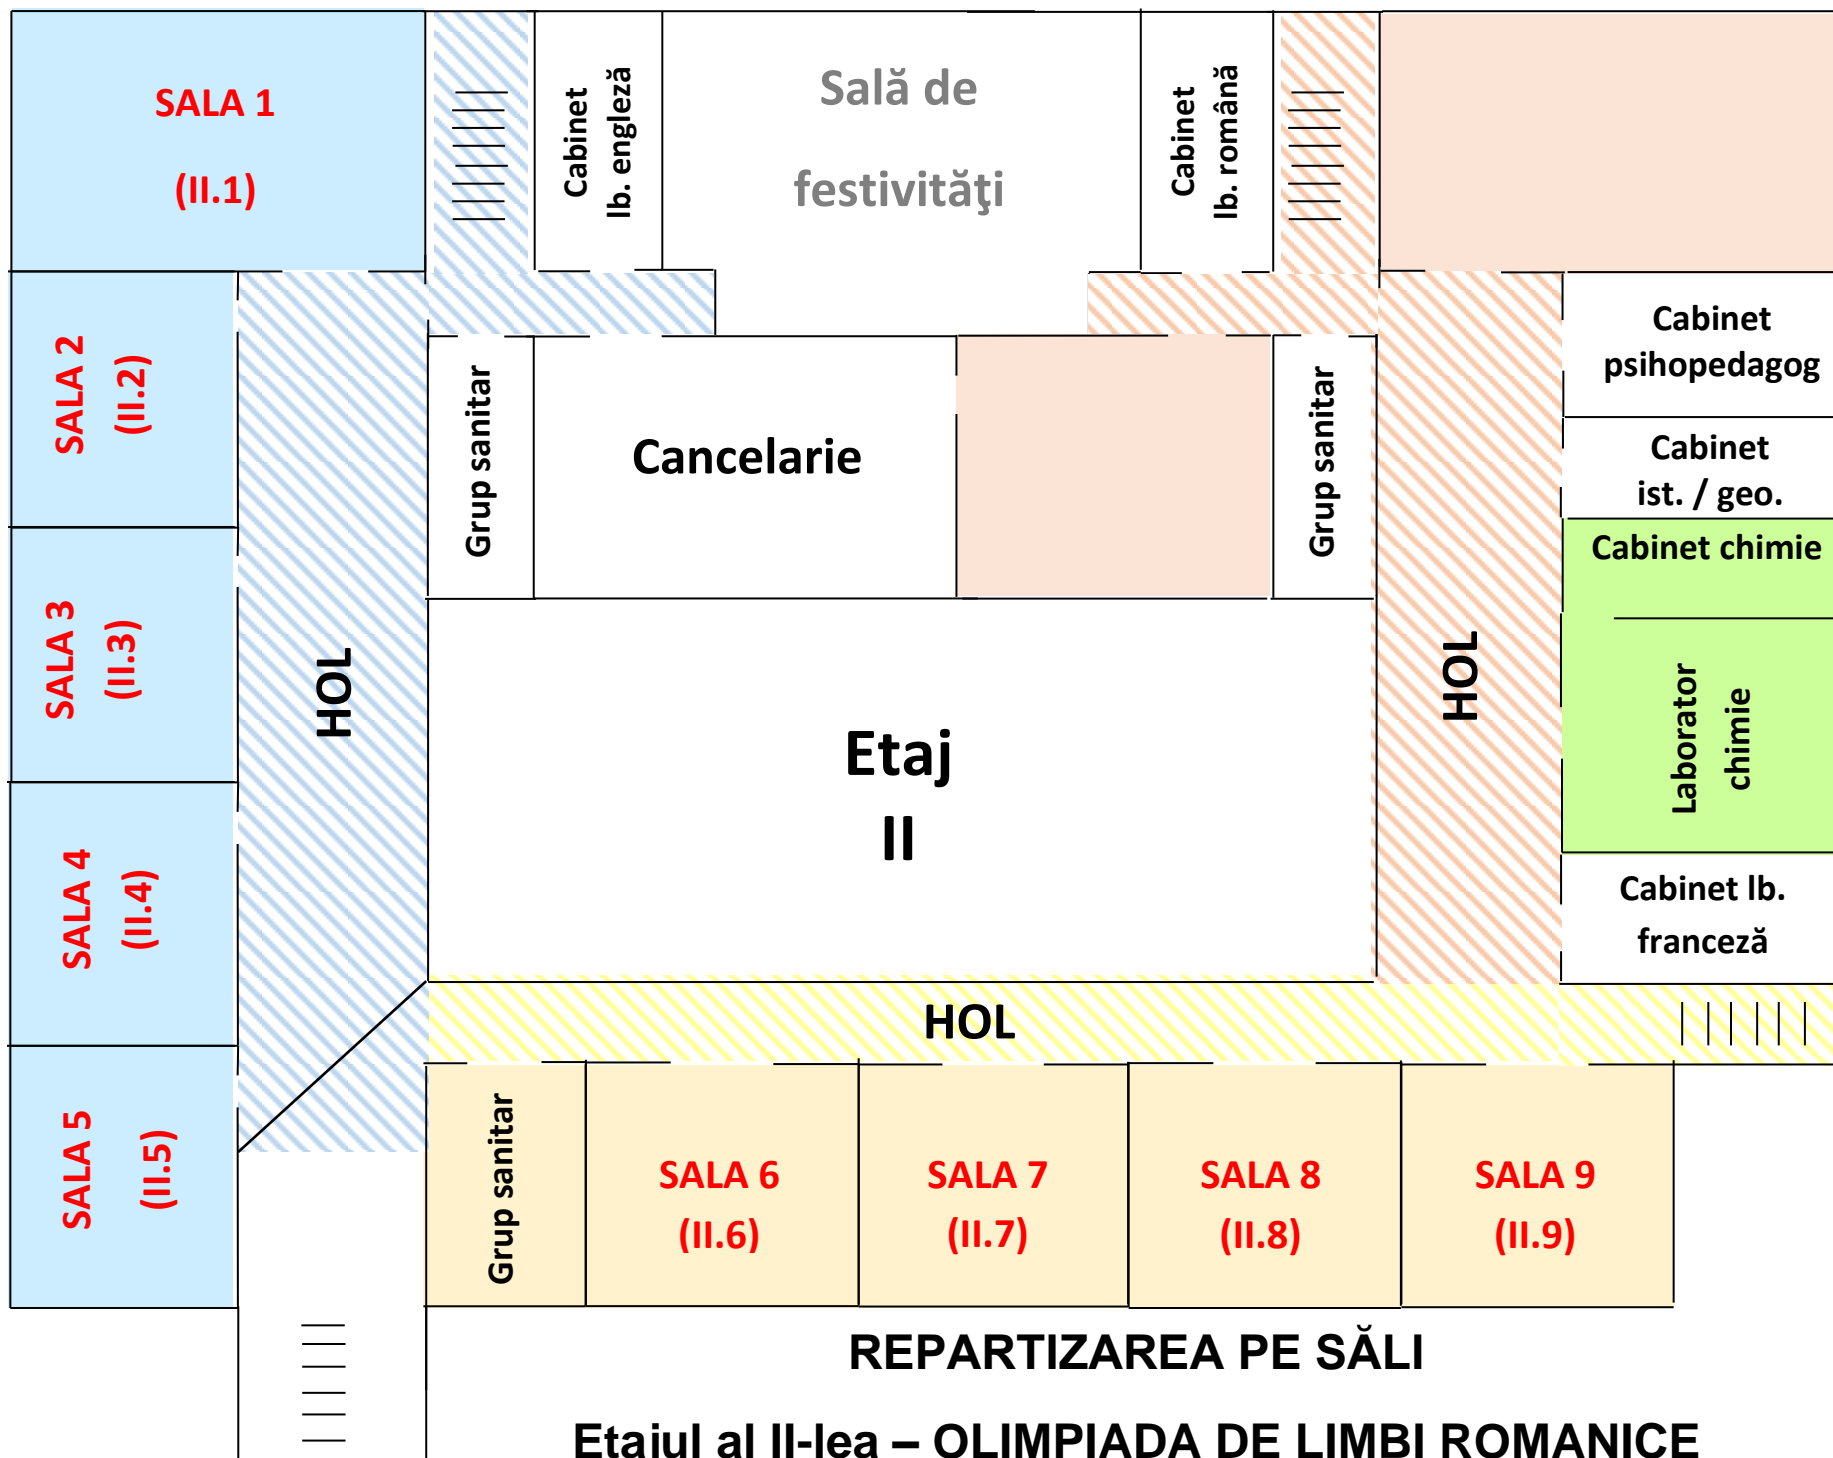 SALA 1
(II.1)
Cabinet
lb. engleză
Sală de
festivităţi
Cabinet
lb. română
SALA 2
(II.2)
Grup sanitar
Cancelarie
Grup sanitar
Cabinet
psihopedagog
Cabinet
ist. / geo.
Cabinet chimie
SALA 3
(II.3)
HOL
Etaj
II
HOL
Laborator
chimie
SALA 4
(II.4)
Cabinet lb.
franceză
HOL
SALA 5
(II.5)
Grup sanitar
SALA 6
(II.6)
SALA 7
(II.7)
SALA 8
(II.8)
SALA 9
(II.9)
REPARTIZAREA PE SĂLI
Etajul al II-lea – OLIMPIADA DE LIMBI ROMANICE